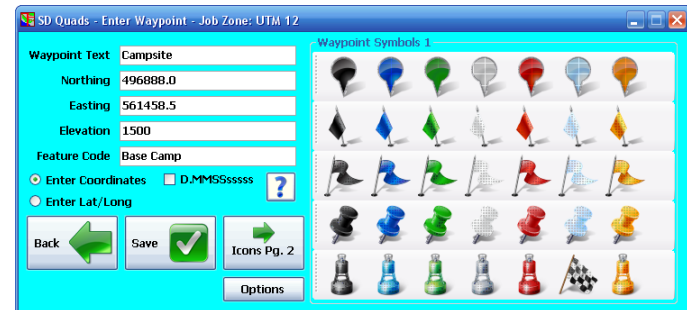 SD Quads - Enter Waypoint - Job Zone: UTM 12
Waypoint Text Campsite
Northing 496888.0
Easting 561458.5
Elevation 1500
Feature Code Base Camp
Enter Coordinates D.MMSSsssss ?
Enter Lat/Long
Back Save Icons Pg. 2
Options
Waypoint Symbols 1